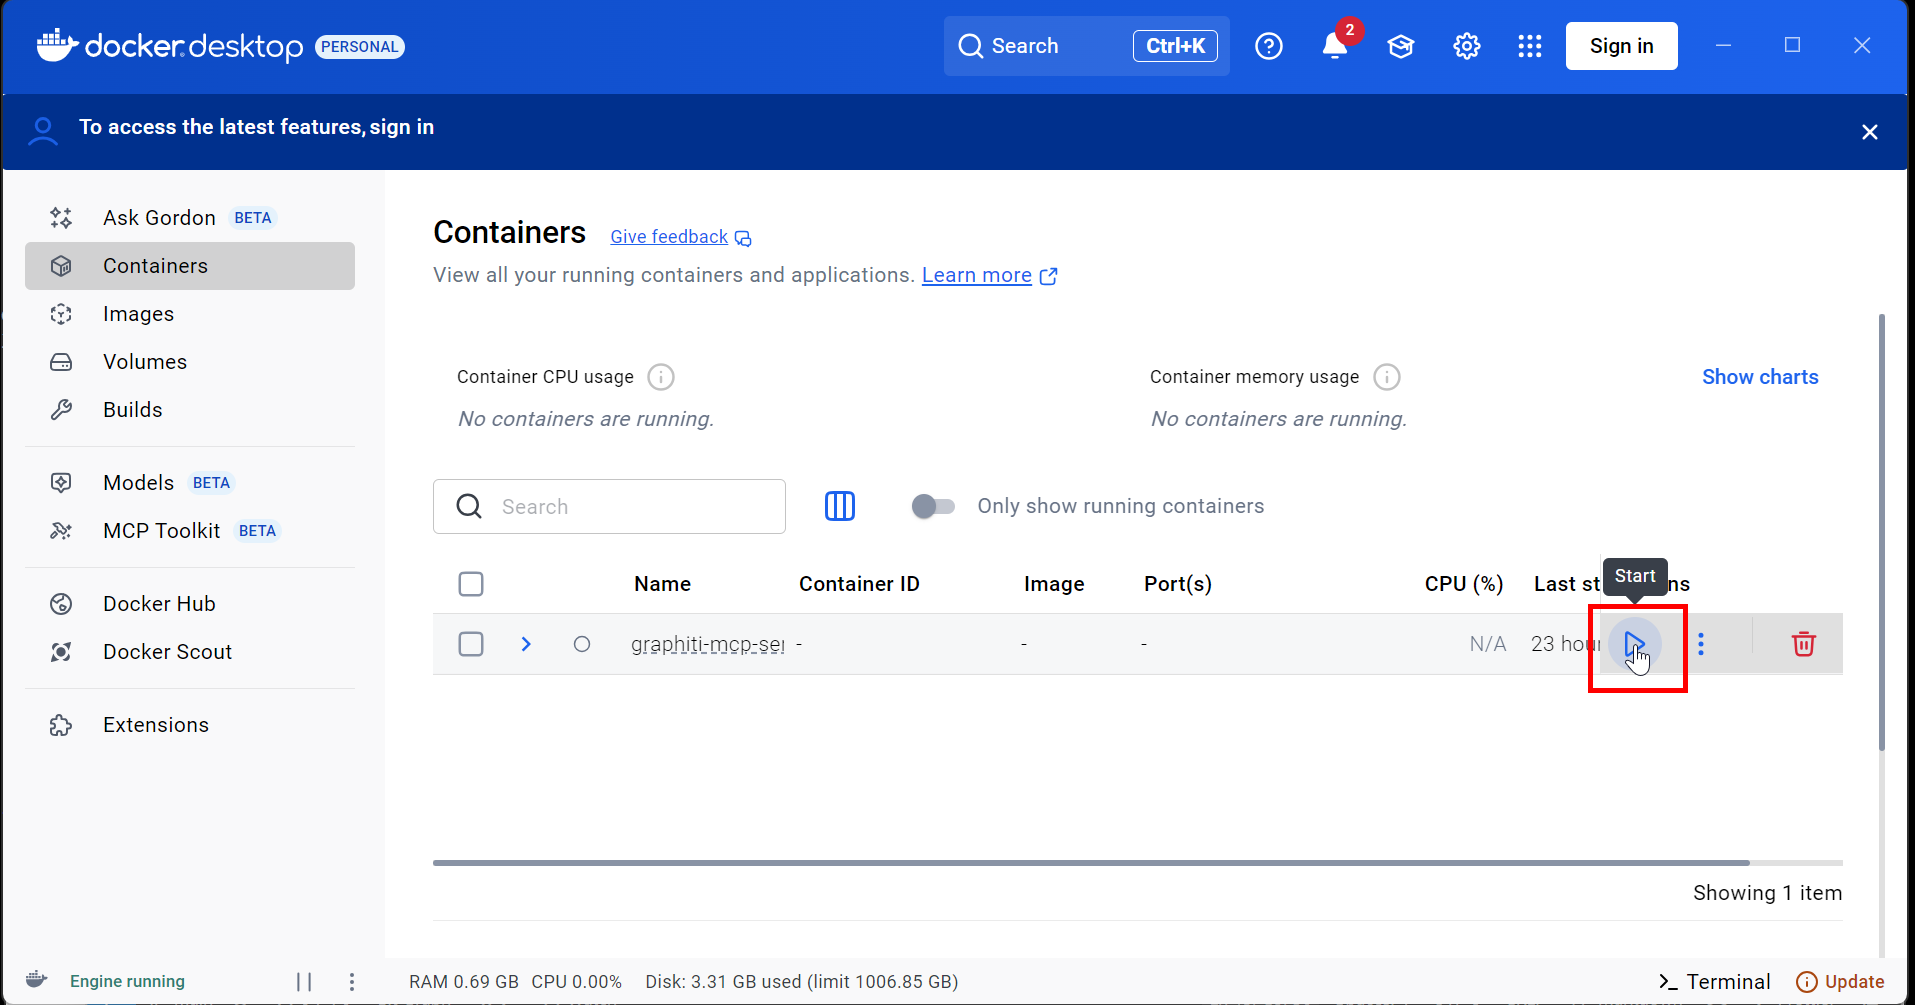 docker.desktop PERSONAL Search Ctrl+K 2 Sign in
To access the latest features, sign in
Ask Gordon BETA
Containers
Images
Volumes
Builds
Models BETA
MCP Toolkit BETA
Docker Hub
Docker Scout
Extensions
Containers Give feedback
View all your running containers and applications. Learn more
Container CPU usage
No containers are running.
Container memory usage
No containers are running.
Show charts
Search
Only show running containers
Start
Name Container ID Image Port(s) CPU (%) Last st ns
graphiti-mcp-ser - - - N/A 23 hour
Showing 1 item
Engine running RAM 0.69 GB CPU 0.00% Disk: 3.31 GB used (limit 1006.85 GB) Terminal Update